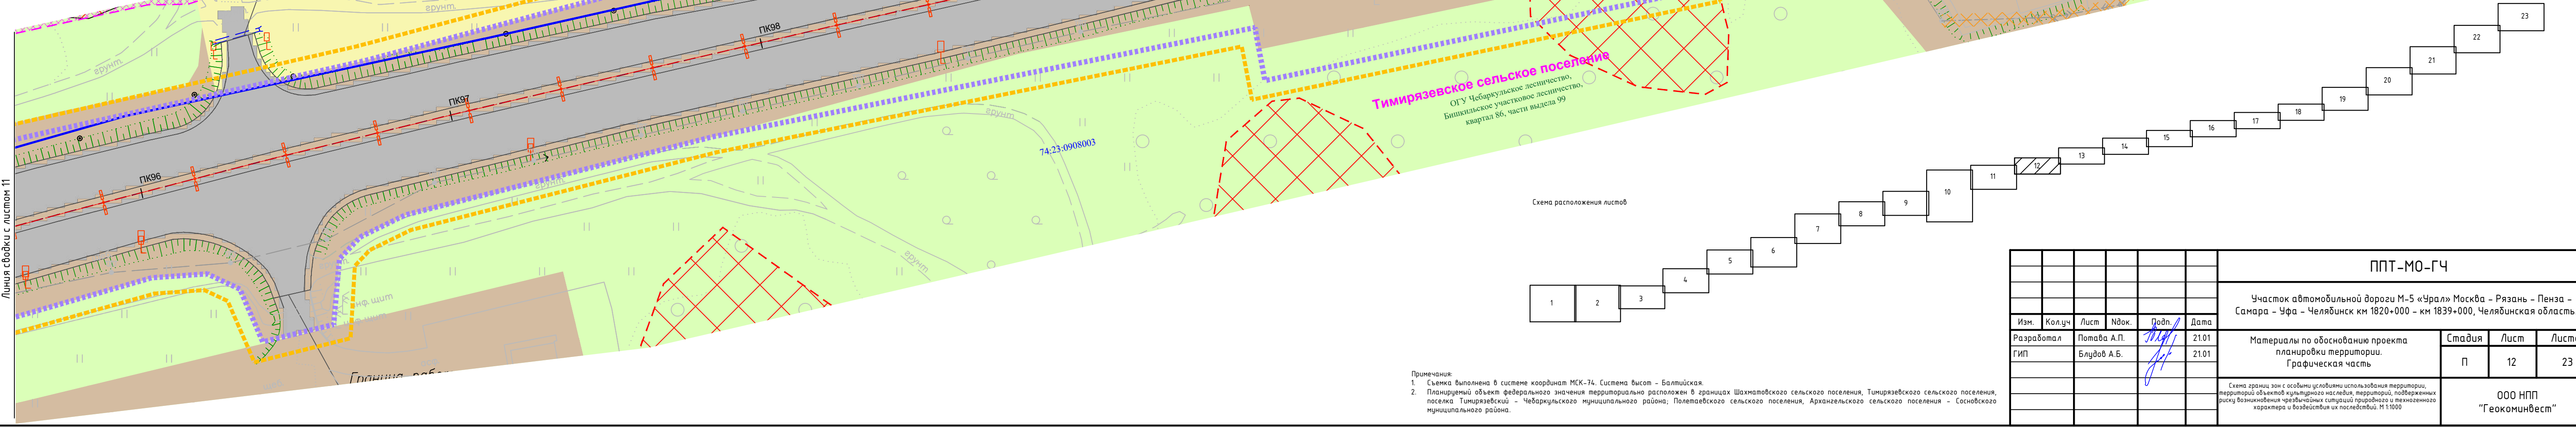 Линия сводки с листом 11
грунт
грунт
ПК98
ПК97
ПК96
грунт
грунт
грунт
74:23:0908003
Тимирязевское сельское поселение
ОГУ Чебаркульское лесничество,
Бишкильское участковое лесничество,
квартал 86, части выдела 99
инф. щит
Граница рабо
Схема расположения листов
1
2
3
4
5
6
7
8
9
10
11
12
13
14
15
16
17
18
19
20
21
22
23
Примечания:
1. Съемка выполнена в системе координат МСК-74. Система высот - Балтийская.
2. Планируемый объект федерального значения территориально расположен в границах Шахматовского сельского поселения, Тимирязевского сельского поселения,
поселка Тимирязевский - Чебаркульского муниципального района; Полетаевского сельского поселения, Архангельского сельского поселения - Сосновского
муниципального района.
ППТ-МО-ГЧ
Участок автомобильной дороги М-5 «Урал» Москва - Рязань - Пенза -
Самара - Уфа - Челябинск км 1820+000 - км 1839+000, Челябинская область
Изм. Кол.уч Лист Nдок. Подп. Дата
Разработал Потава А.П. 21.01
ГИП Блудов А.Б. 21.01
Материалы по обоснованию проекта
планировки территории.
Графическая часть
Стадия Лист Листо
П 12 23
Схема границ зон с особыми условиями использования территории,
территорий объектов культурного наследия, территорий, подверженных
риску возникновения чрезвычайных ситуаций природного и техногенного
характера и воздействия их последствий. М 1:1000
ООО НПП
"Геокоминвест"